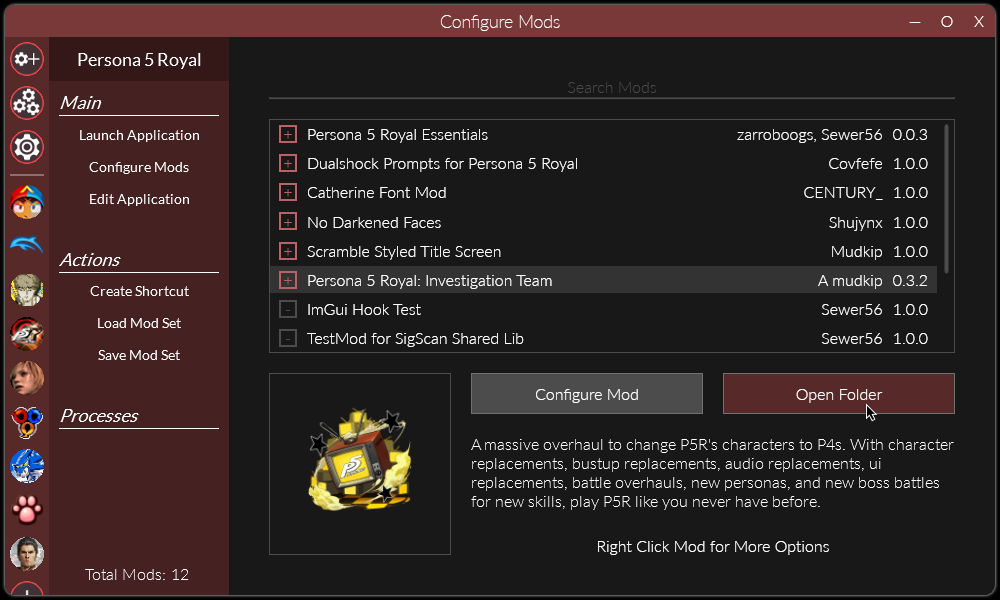 Configure Mods
Persona 5 Royal
Main
Launch Application
Configure Mods
Edit Application
Actions
Create Shortcut
Load Mod Set
Save Mod Set
Processes
Total Mods: 12
Search Mods
Persona 5 Royal Essentials zarroboogs, Sewer56 0.0.3
Dualshock Prompts for Persona 5 Royal Covfefe 1.0.0
Catherine Font Mod CENTURY_ 1.0.0
No Darkened Faces Shujynx 1.0.0
Scramble Styled Title Screen Mudkip 1.0.0
Persona 5 Royal: Investigation Team A mudkip 0.3.2
ImGui Hook Test Sewer56 1.0.0
TestMod for SigScan Shared Lib Sewer56 1.0.0
P5
Configure Mod
Open Folder
A massive overhaul to change P5R's characters to P4s. With character
replacements, bustup replacements, audio replacements, ui
replacements, battle overhauls, new personas, and new boss battles
for new skills, play P5R like you never have before.
Right Click Mod for More Options